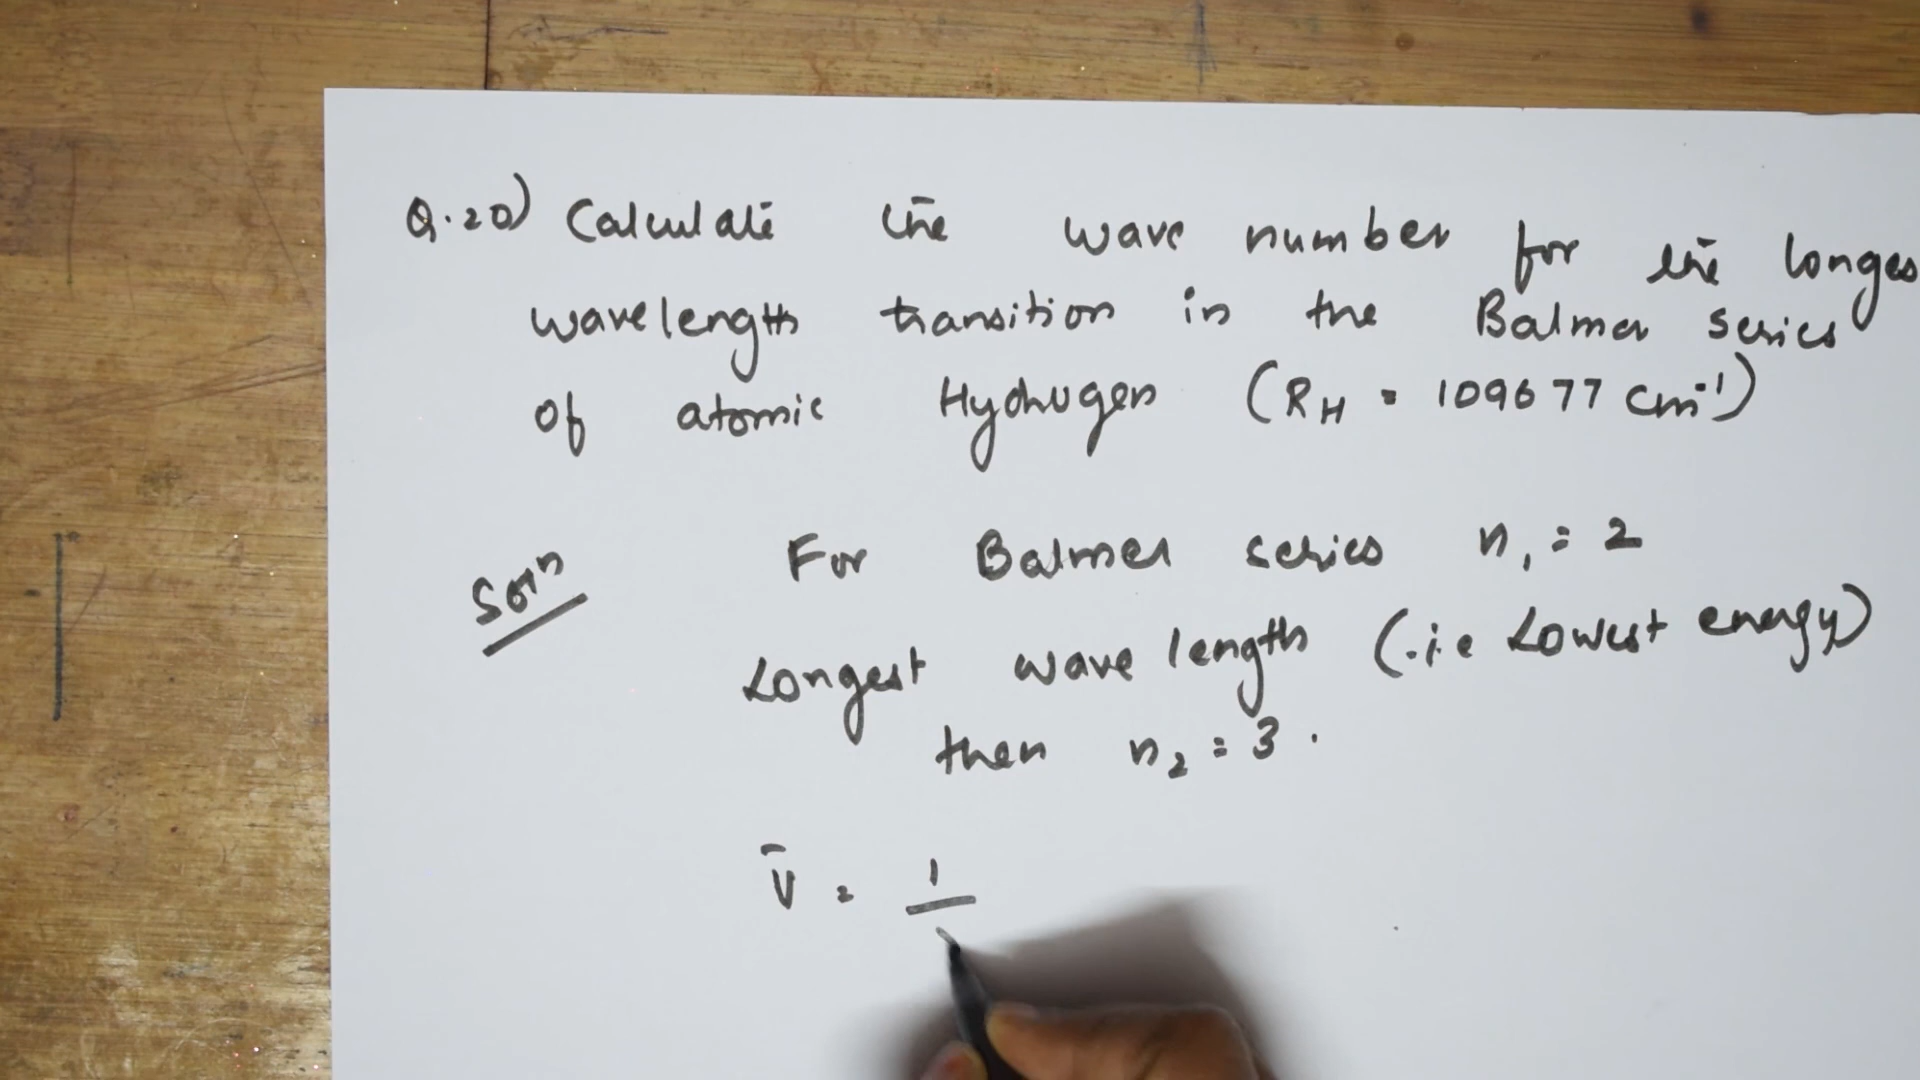 Q.20) Calculate the wave number for the longes
wavelength transition in the Balmer series
of atomic Hydrogen (RH = 109677 cm-1)
Soln
For Balmer series n1 = 2
Longest wave length (.i.e Lowest energy)
then n2 = 3.
ν̄ = 1